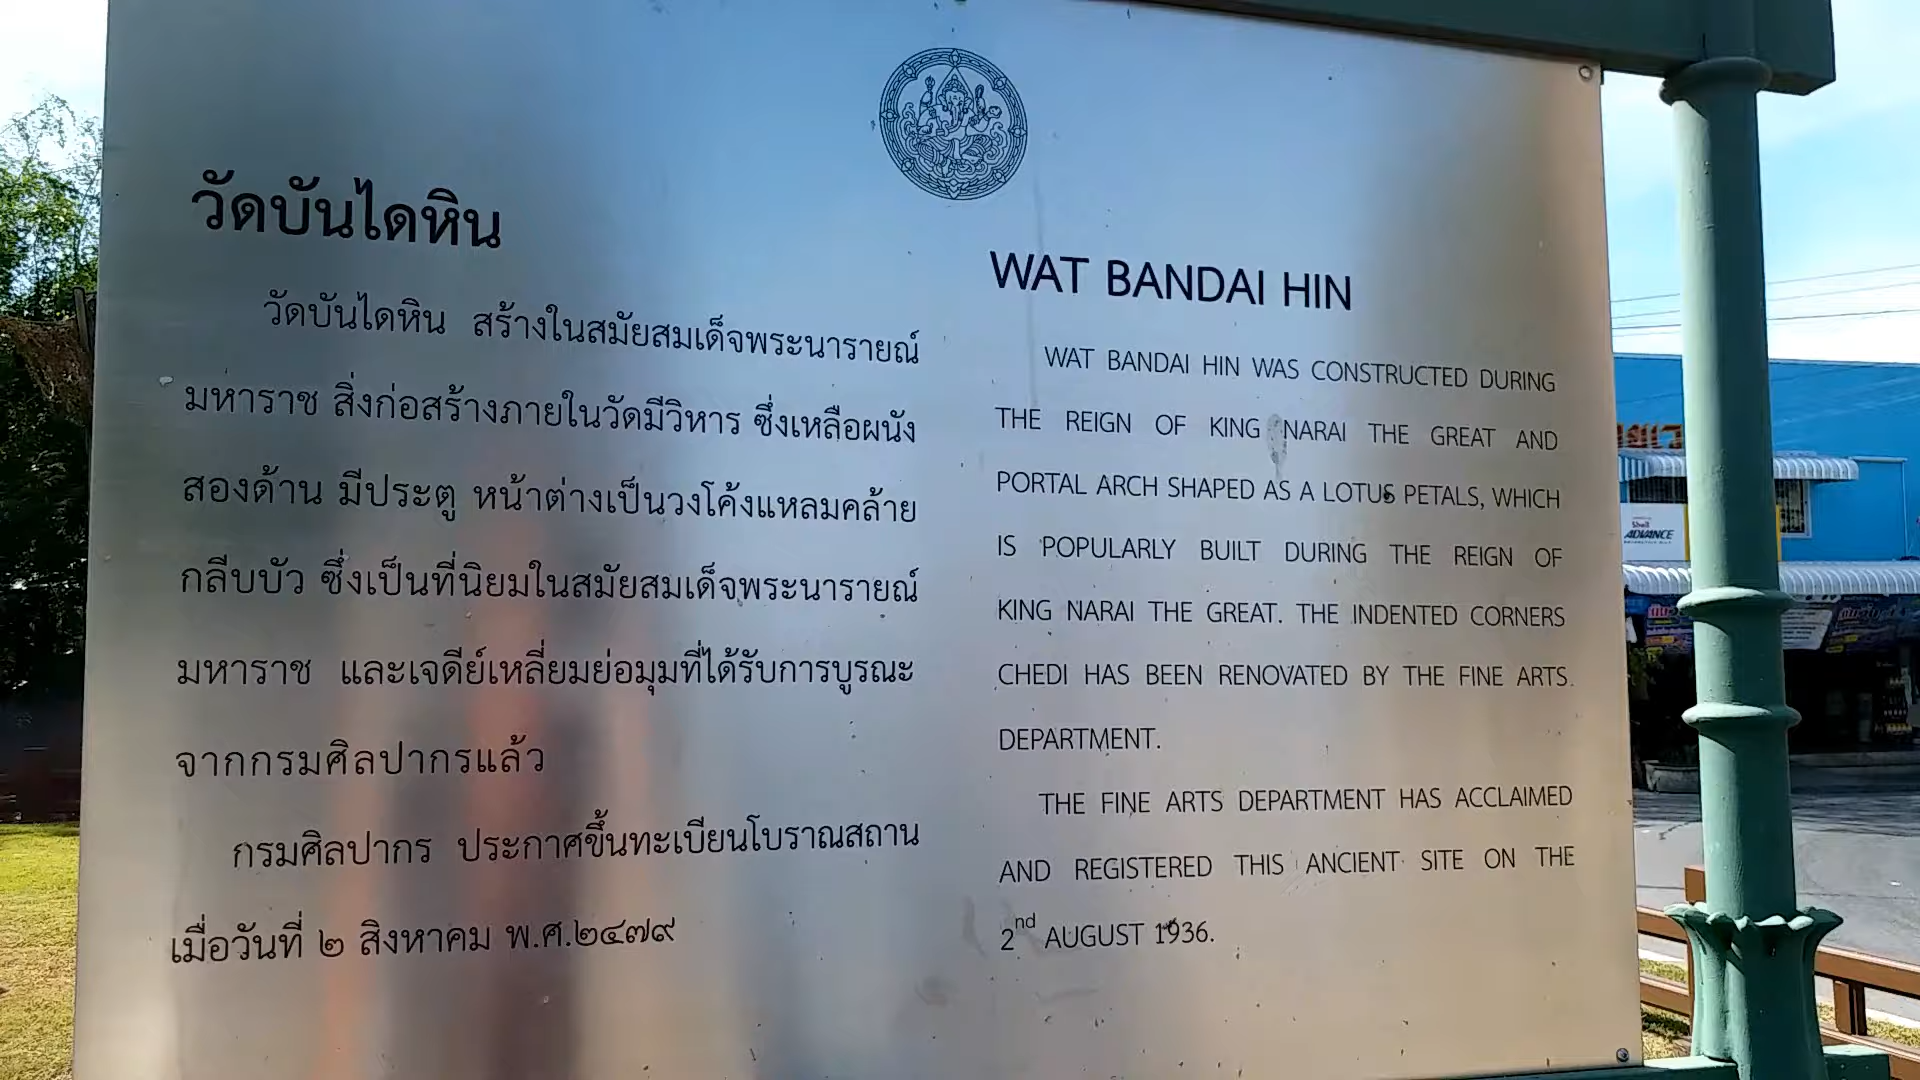 วัดบันไดหิน
วัดบันไดหิน สร้างในสมัยสมเด็จพระนารายณ์
มหาราช สิ่งก่อสร้างภายในวัดมีวิหาร ซึ่งเหลือผนัง
สองด้าน มีประตู หน้าต่างเป็นวงโค้งแหลมคล้าย
กลีบบัว ซึ่งเป็นที่นิยมในสมัยสมเด็จพระนารายณ์
มหาราช และเจดีย์เหลี่ยมย่อมุมที่ได้รับการบูรณะ
จากกรมศิลปากรแล้ว
กรมศิลปากร ประกาศขึ้นทะเบียนโบราณสถาน
เมื่อวันที่ ๒ สิงหาคม พ.ศ.๒๔๗๙
WAT BANDAI HIN
WAT BANDAI HIN WAS CONSTRUCTED DURING
THE REIGN OF KING NARAI THE GREAT AND
PORTAL ARCH SHAPED AS A LOTUS PETALS, WHICH
IS POPULARLY BUILT DURING THE REIGN OF
KING NARAI THE GREAT. THE INDENTED CORNERS
CHEDI HAS BEEN RENOVATED BY THE FINE ARTS.
DEPARTMENT.
THE FINE ARTS DEPARTMENT HAS ACCLAIMED
AND REGISTERED THIS ANCIENT SITE ON THE
2nd AUGUST 1936.
Shell
ADVANCE